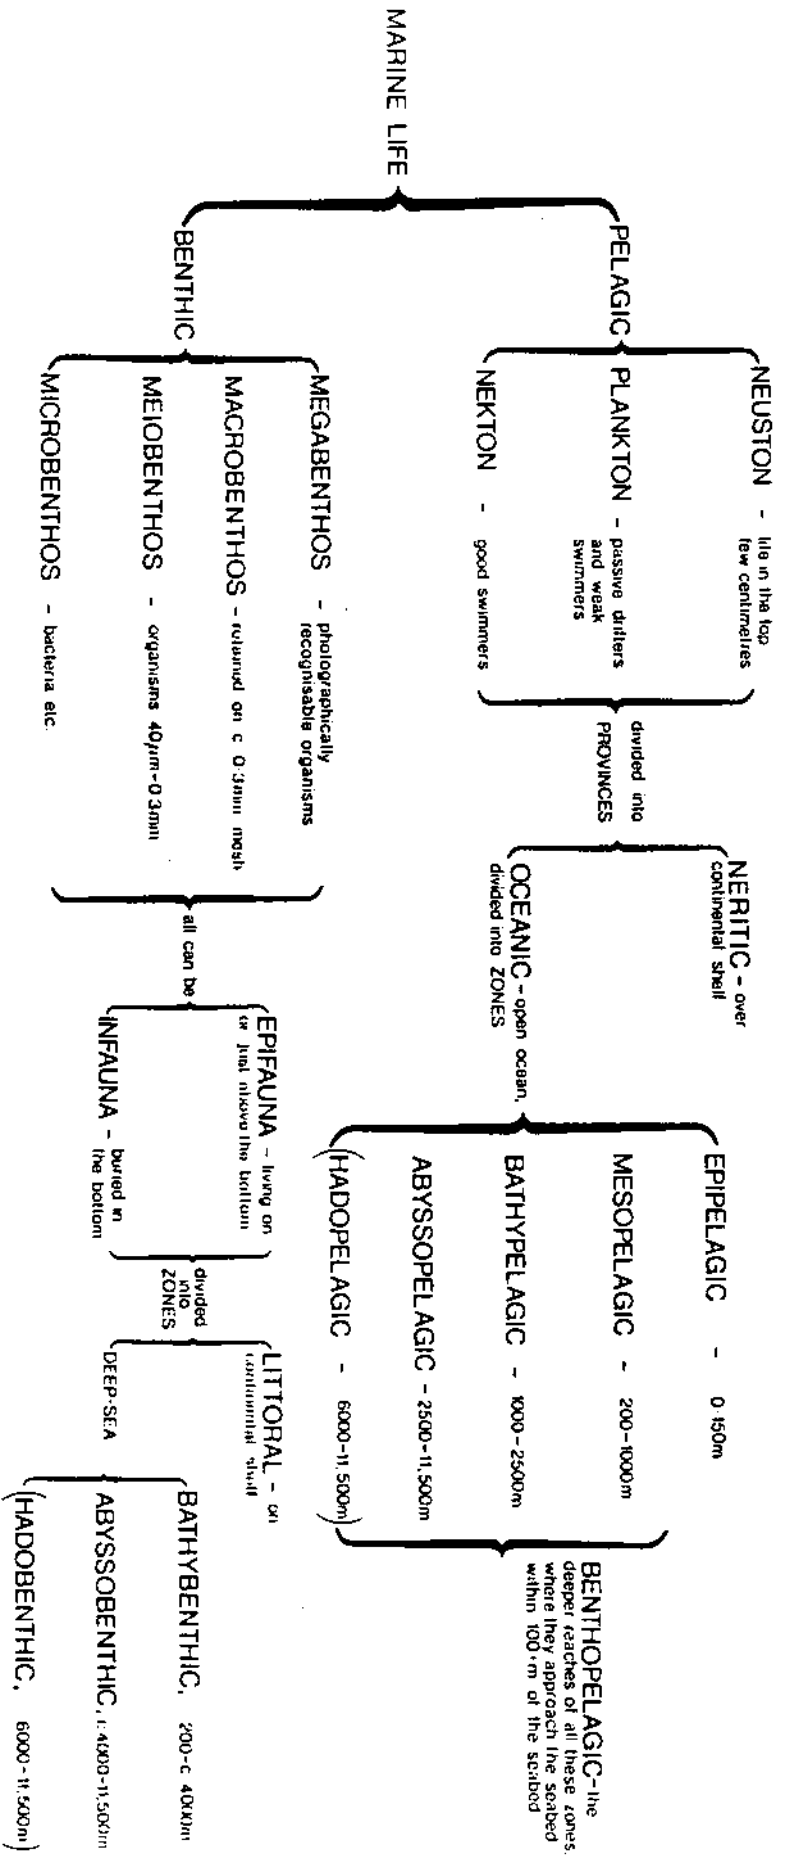 MARINE LIFE
PELAGIC
NEUSTON - life in the top
few centimetres
PLANKTON - passive drifters
and weak
swimmers
NEKTON - good swimmers
divided into
PROVINCES
NERITIC - over
continental shelf
OCEANIC - open ocean,
divided into ZONES
EPIPELAGIC - 0-150m
MESOPELAGIC - 200-1000m
BATHYPELAGIC - 1000-2500m
ABYSSOPELAGIC - 2500-11,500m
(HADOPELAGIC - 6000-11,500m)
BENTHOPELAGIC - the
deeper reaches of all these zones,
where they approach the seabed
within 100+m of the seabed
BENTHIC
MEGABENTHOS - photographically
recognisable organisms
MACROBENTHOS - retained on c 0·3mm mesh
MEIOBENTHOS - organisms 40µm-0·3mm
MICROBENTHOS - bacteria etc.
all can be
EPIFAUNA - living on
or just above the bottom
INFAUNA - buried in
the bottom
divided
into
ZONES
LITTORAL - on
continental shelf
DEEP-SEA
BATHYBENTHIC, 200-c 4000m
ABYSSOBENTHIC, c4000-11,500m
(HADOBENTHIC, 6000-11,500m)